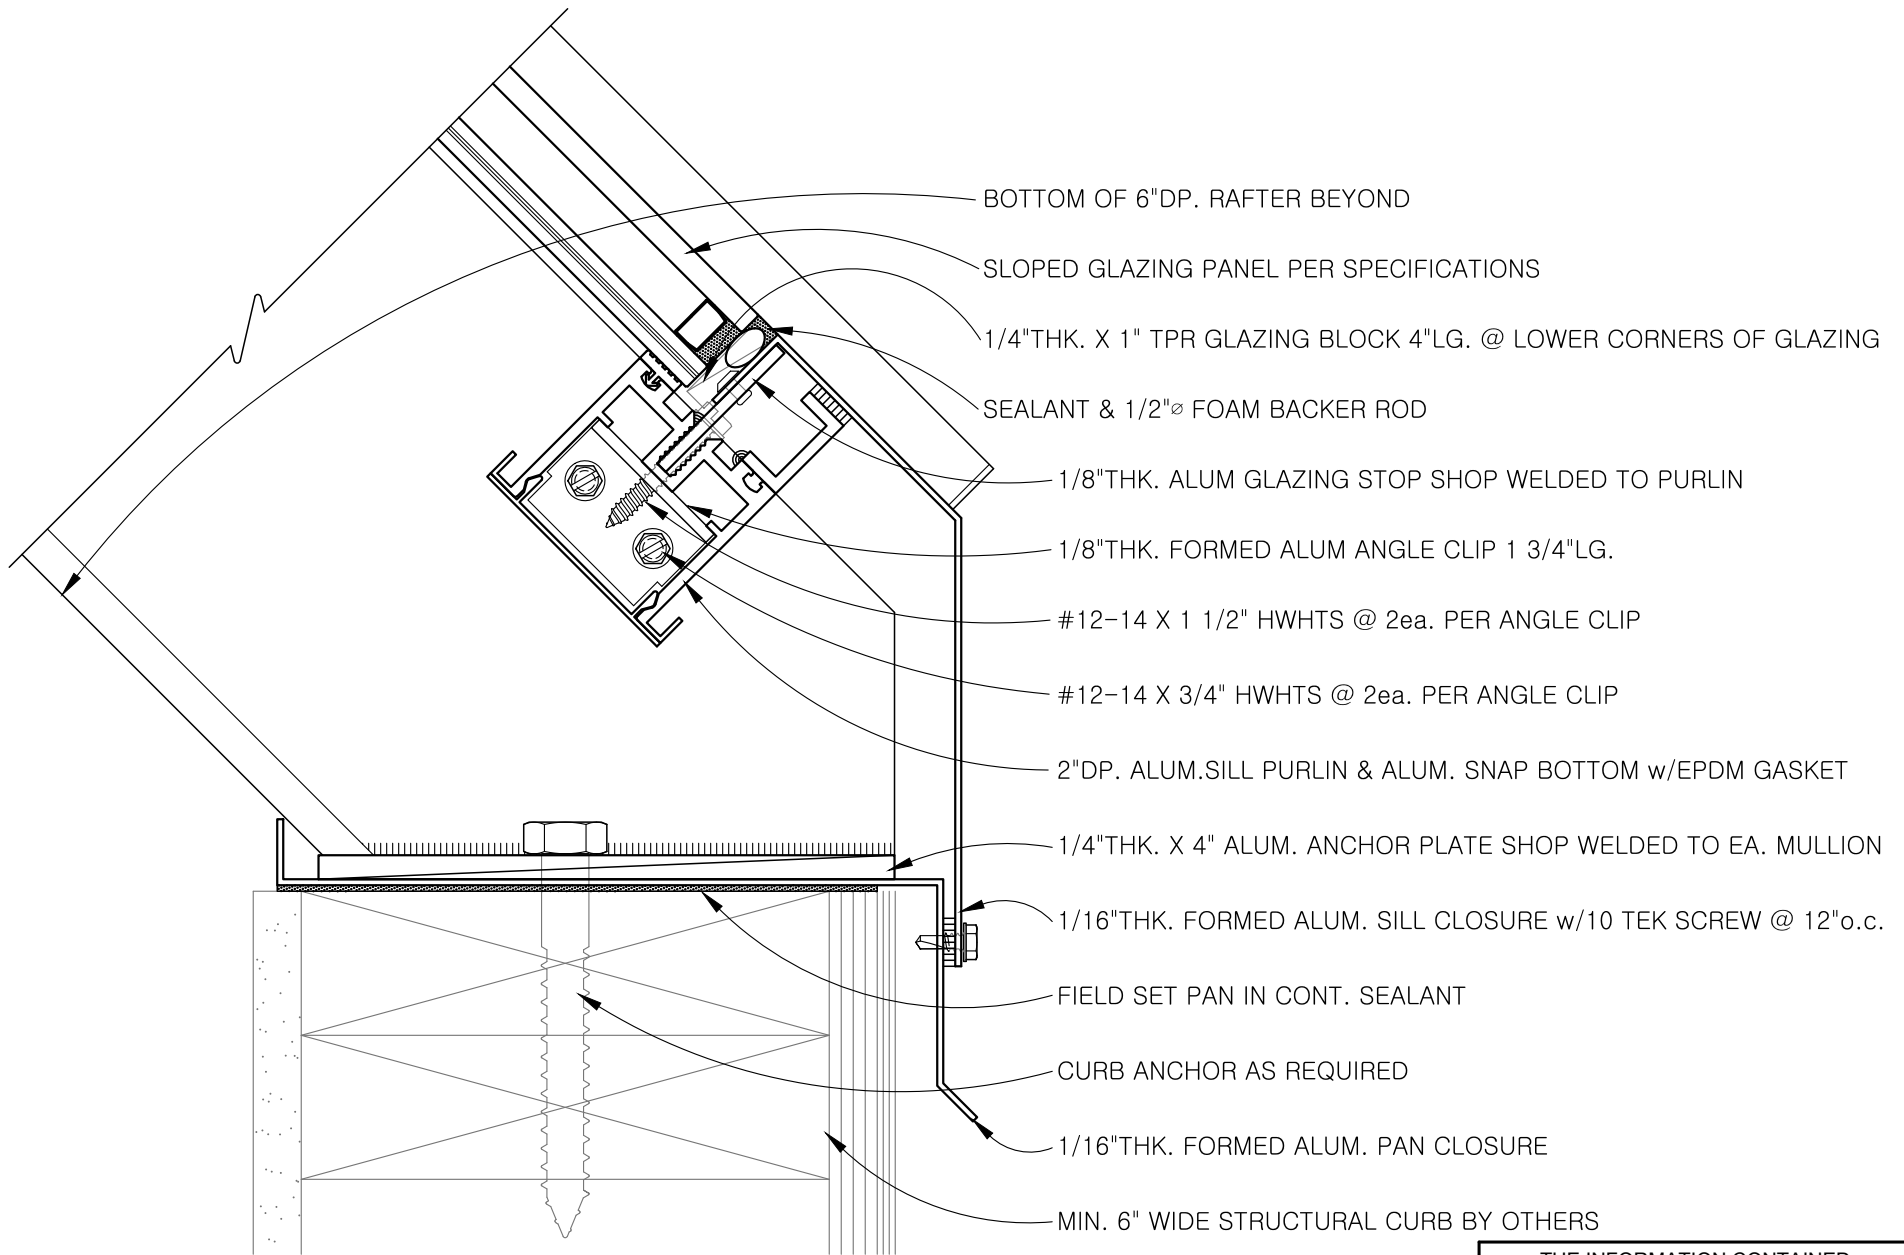 BOTTOM OF 6"DP. RAFTER BEYOND
SLOPED GLAZING PANEL PER SPECIFICATIONS
1/4"THK. X 1" TPR GLAZING BLOCK 4"LG. @ LOWER CORNERS OF GLAZING
SEALANT & 1/2"⌀ FOAM BACKER ROD
1/8"THK. ALUM GLAZING STOP SHOP WELDED TO PURLIN
1/8"THK. FORMED ALUM ANGLE CLIP 1 3/4"LG.
#12-14 X 1 1/2" HWHTS @ 2ea. PER ANGLE CLIP
#12-14 X 3/4" HWHTS @ 2ea. PER ANGLE CLIP
2"DP. ALUM.SILL PURLIN & ALUM. SNAP BOTTOM w/EPDM GASKET
1/4"THK. X 4" ALUM. ANCHOR PLATE SHOP WELDED TO EA. MULLION
1/16"THK. FORMED ALUM. SILL CLOSURE w/10 TEK SCREW @ 12"o.c.
FIELD SET PAN IN CONT. SEALANT
CURB ANCHOR AS REQUIRED
1/16"THK. FORMED ALUM. PAN CLOSURE
MIN. 6" WIDE STRUCTURAL CURB BY OTHERS
THE INFORMATION CONTAINED